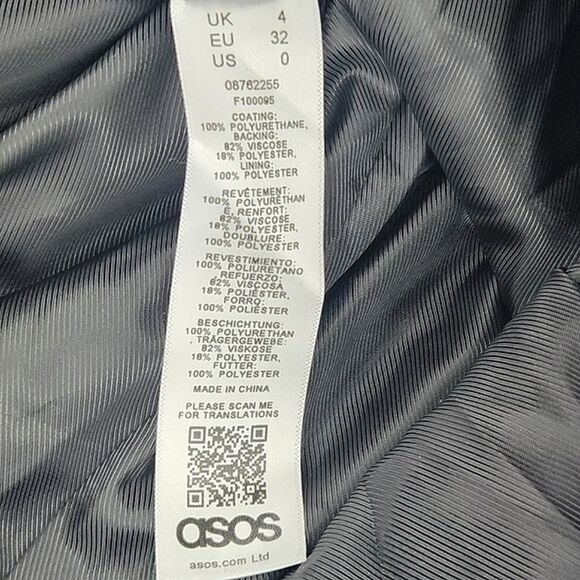 UK 4
EU 32
US 0
08762255
F100095
COATING:
100% POLYURETHANE,
BACKING:
82% VISCOSE
18% POLYESTER,
LINING:
100% POLYESTER
REVÊTEMENT:
100% POLYURÉTHAN
E, RENFORT:
82% VISCOSE
18% POLYESTER,
DOUBLURE:
100% POLYESTER
REVESTIMIENTO:
100% POLIURETANO
, REFUERZO:
82% VISCOSA
18% POLIÉSTER,
FORRO:
100% POLIÉSTER
BESCHICHTUNG:
100% POLYURETHAN
, TRÄGERGEWEBE:
82% VISKOSE
18% POLYESTER,
FUTTER:
100% POLYESTER
MADE IN CHINA
PLEASE SCAN ME
FOR TRANSLATIONS
asos
asos.com Ltd